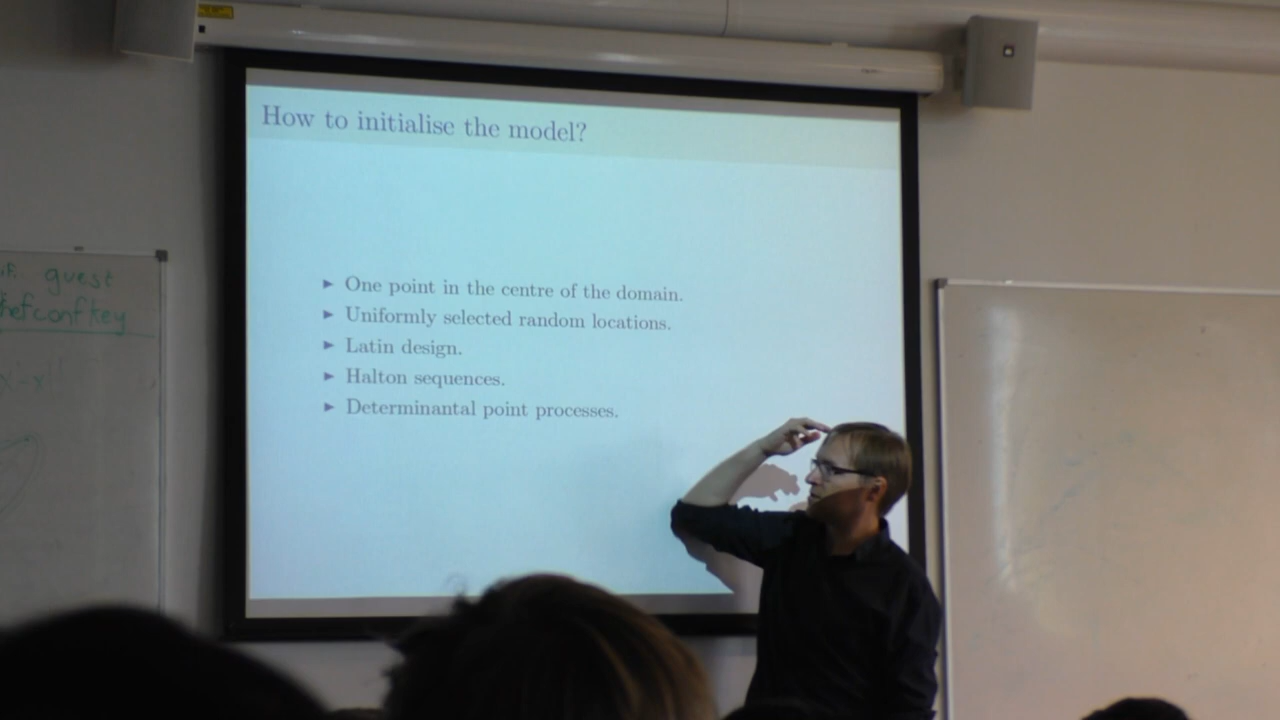 How to initialise the model?
► One point in the centre of the domain.
► Uniformly selected random locations.
► Latin design.
► Halton sequences.
► Determinantal point processes.
guest